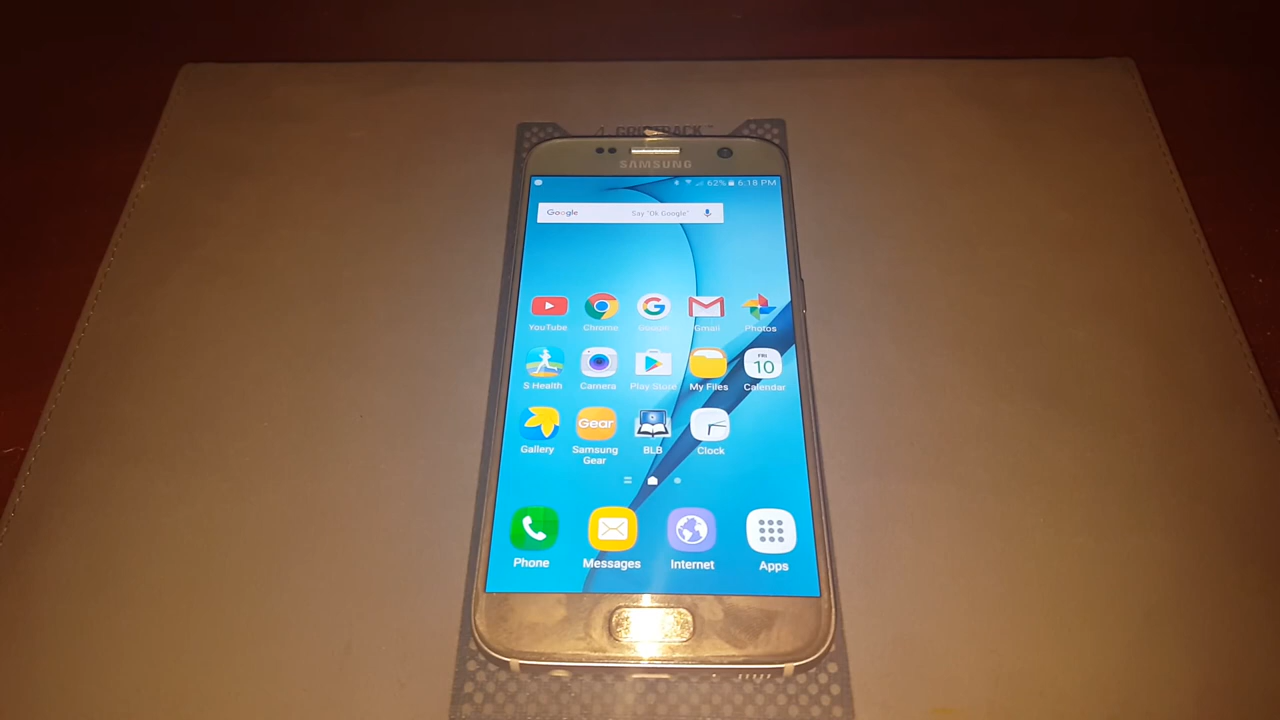 SAMSUNG
62% 6:18 PM
Google Say "Ok Google"
YouTube Chrome Google Gmail Photos
FRI
10
S Health Camera Play Store My Files Calendar
Gear
Gallery Samsung Gear BLB Clock
Phone Messages Internet Apps